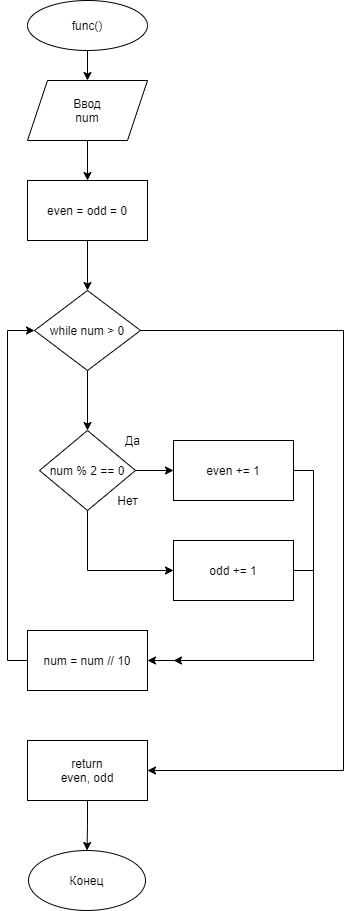 func()
Ввод
num
even = odd = 0
while num > 0
Да
num % 2 == 0
even += 1
Нет
odd += 1
num = num // 10
return
even, odd
Конец